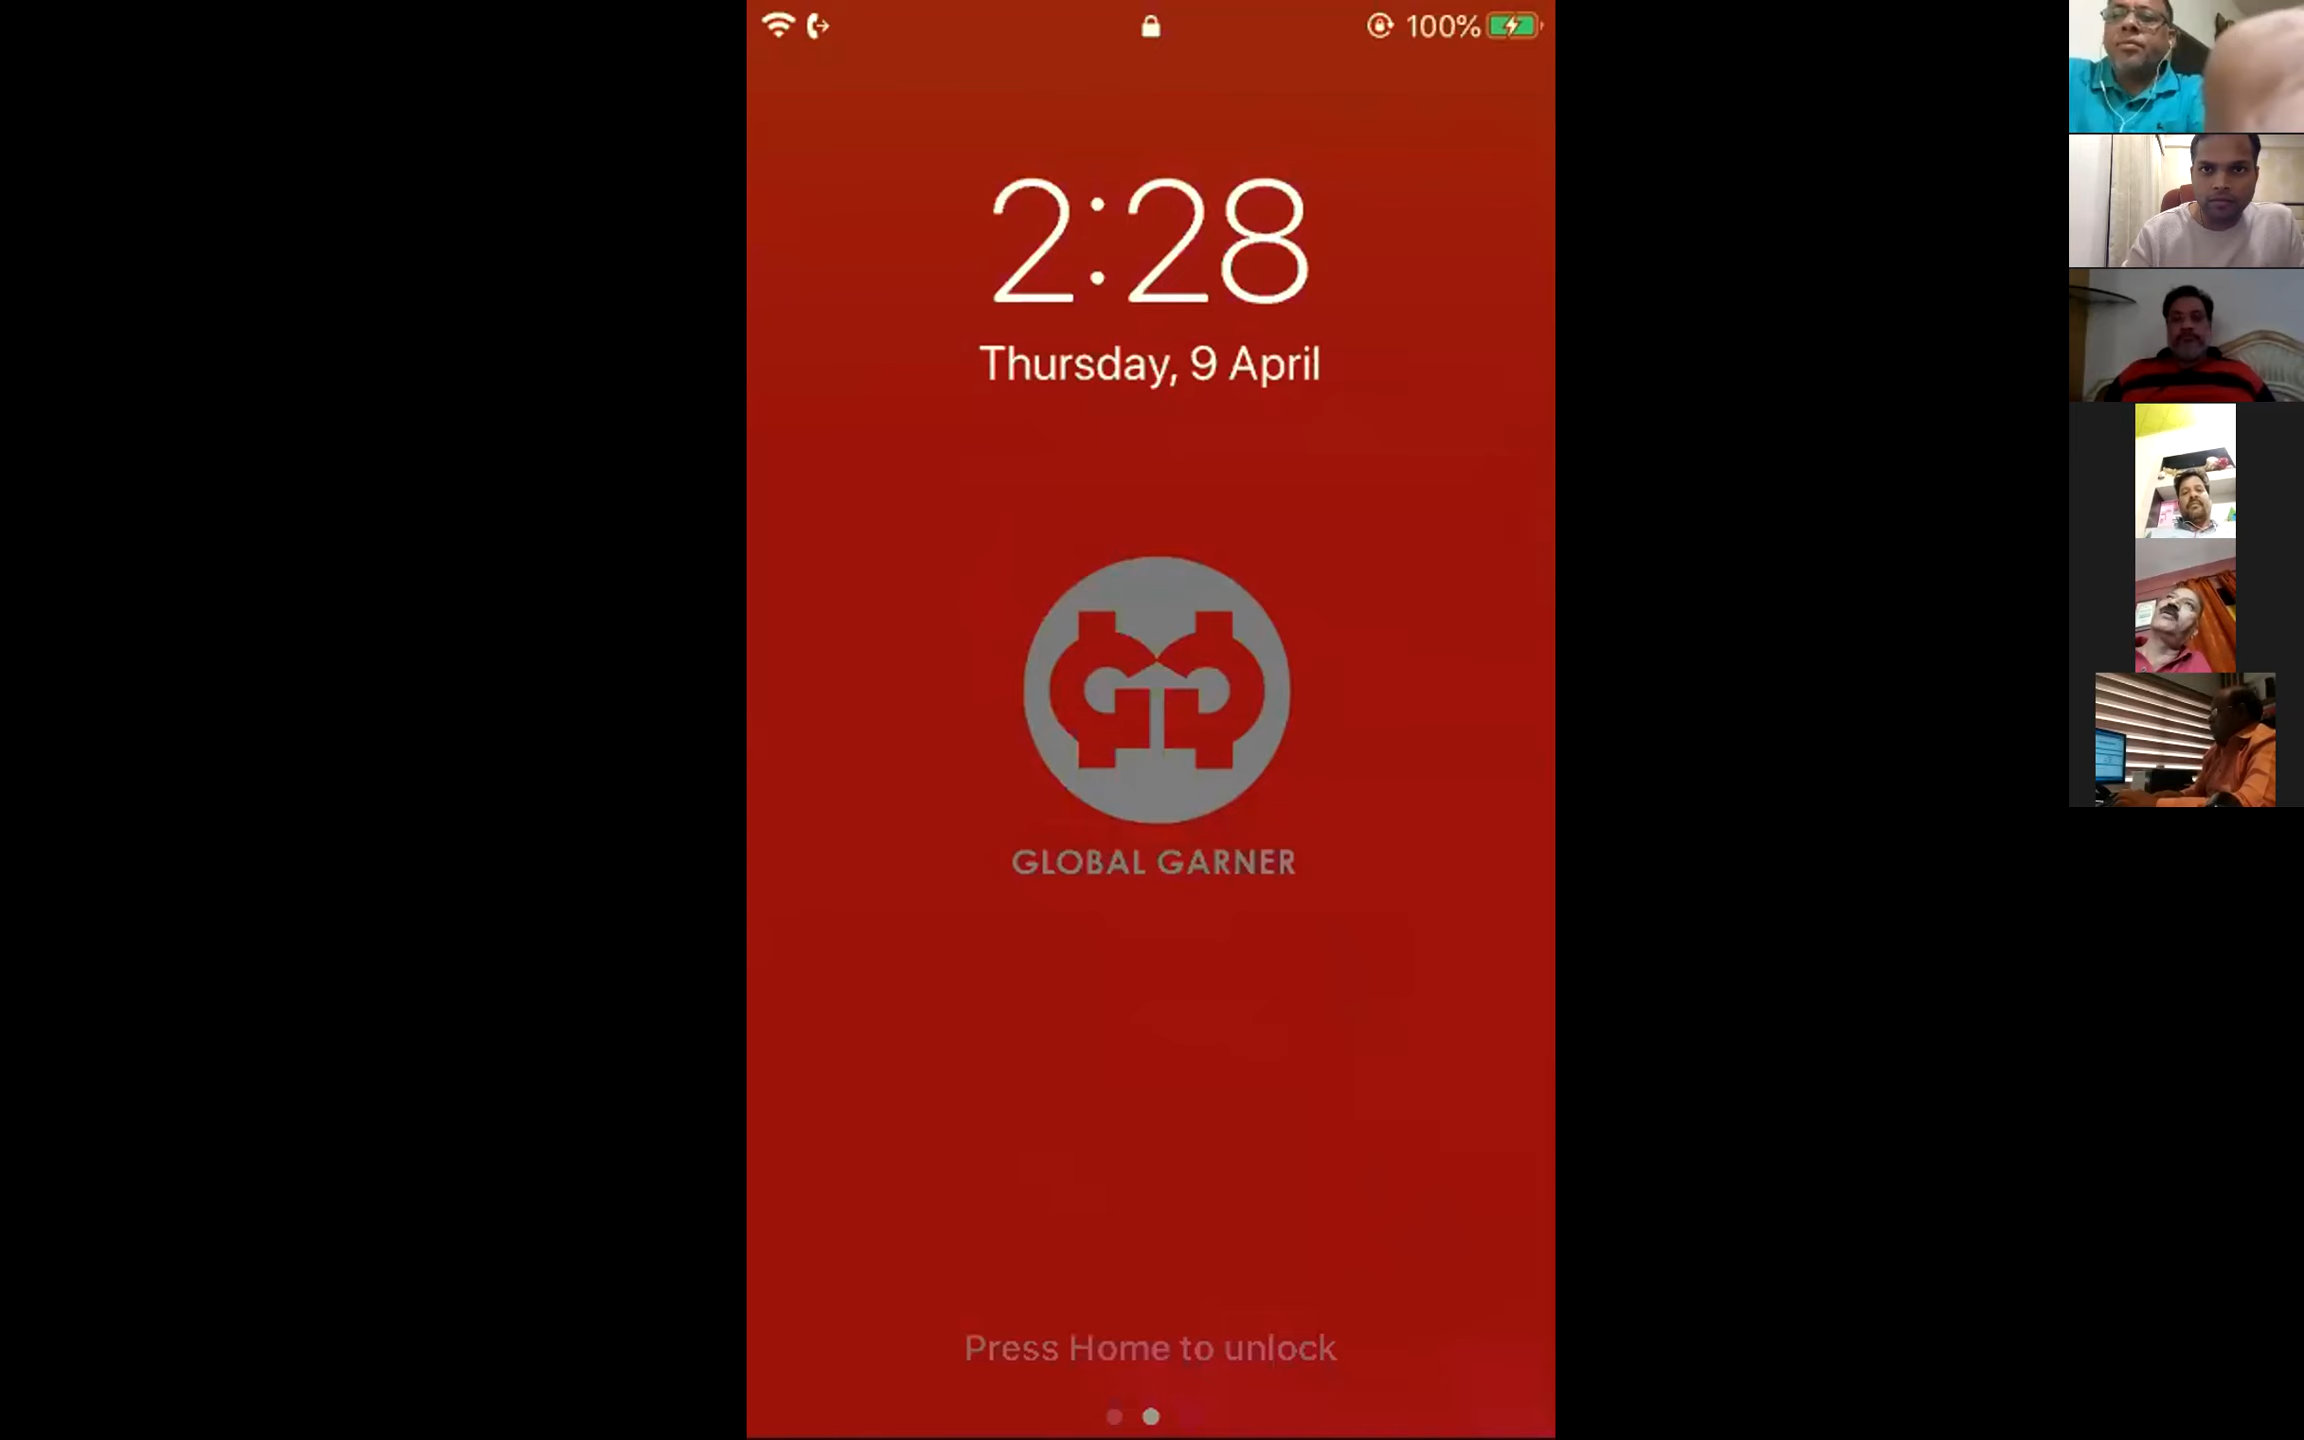 100%
2:28
Thursday, 9 April
GLOBAL GARNER
Press Home to unlock